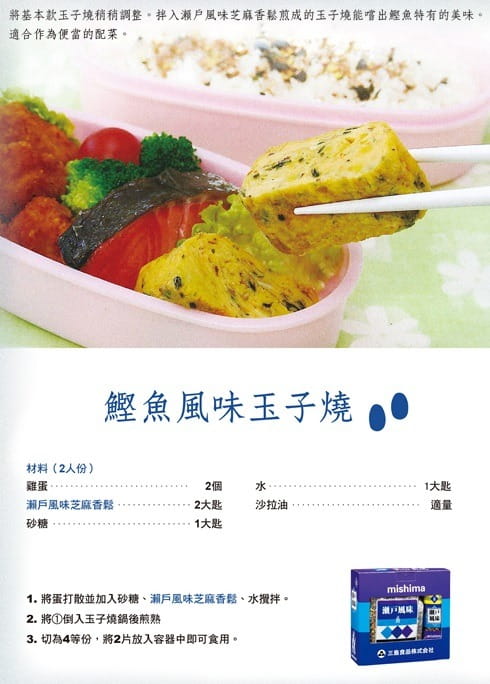 將基本款玉子燒稍稍調整。拌入瀨戶風味芝麻香鬆煎成的玉子燒能嚐出鰹魚特有的美味。
適合作為便當的配菜。
鰹魚風味玉子燒
材料(2人份)
雞蛋 2個
瀨戶風味芝麻香鬆 2大匙
砂糖 1大匙
水 1大匙
沙拉油 適量
1. 將蛋打散並加入砂糖、瀨戶風味芝麻香鬆、水攪拌。
2. 將①倒入玉子燒鍋後煎熟
3. 切為4等份,將2片放入容器中即可食用。
mishima
瀬戸風味
瀬戸風味
三島食品株式会社